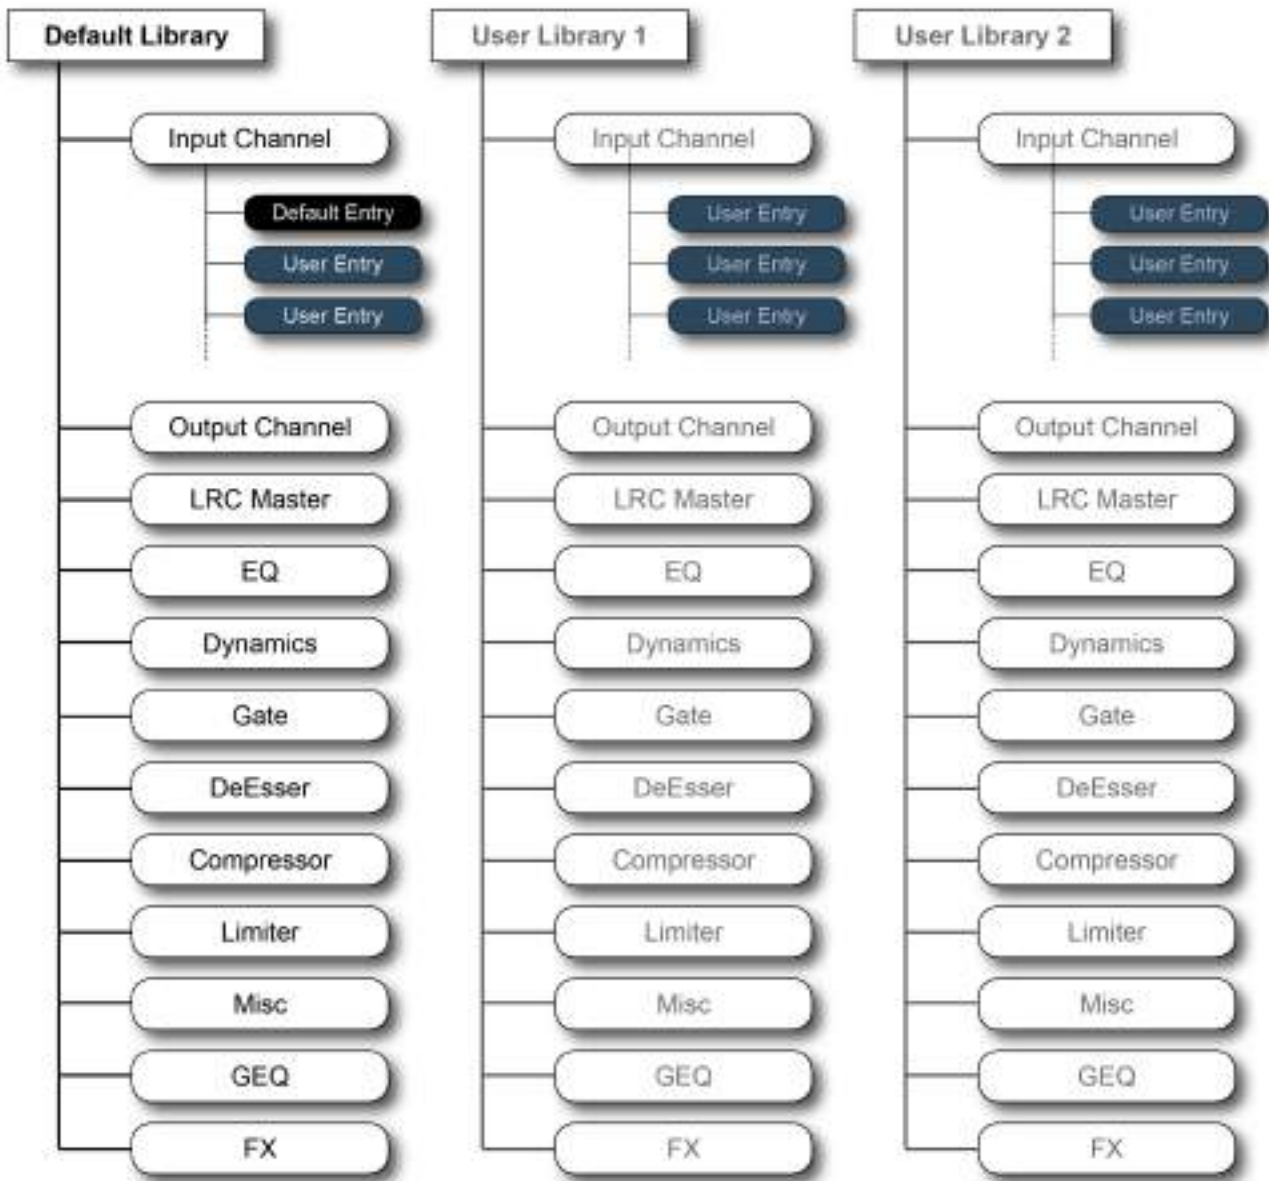 Default Library
Input Channel
Default Entry
User Entry
User Entry
Output Channel
LRC Master
EQ
Dynamics
Gate
DeEsser
Compressor
Limiter
Misc
GEQ
FX
User Library 1
Input Channel
User Entry
User Entry
User Entry
Output Channel
LRC Master
EQ
Dynamics
Gate
DeEsser
Compressor
Limiter
Misc
GEQ
FX
User Library 2
Input Channel
User Entry
User Entry
User Entry
Output Channel
LRC Master
EQ
Dynamics
Gate
DeEsser
Compressor
Limiter
Misc
GEQ
FX